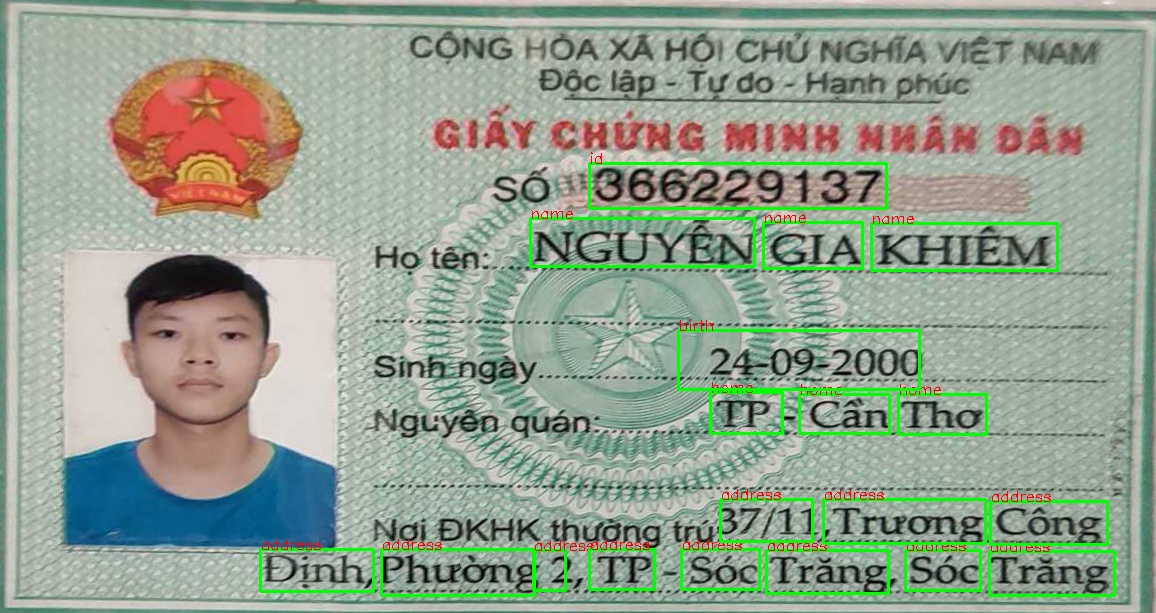 CỘNG HÒA XÃ HỘI CHỦ NGHĨA VIỆT NAM
Độc lập - Tự do - Hạnh phúc
GIẤY CHỨNG MINH NHÂN DÂN
id
SỐ 366229137
name name name
Họ tên: NGUYỄN GIA KHIÊM
birth
Sinh ngày 24-09-2000
home home home
Nguyên quán: TP - Cần Thơ
address address address
Nơi ĐKHK thường trú 37/11, Trương Công
address address address address address address address address
Định, Phường 2, TP - Sóc Trăng, Sóc Trăng
VIỆT NAM